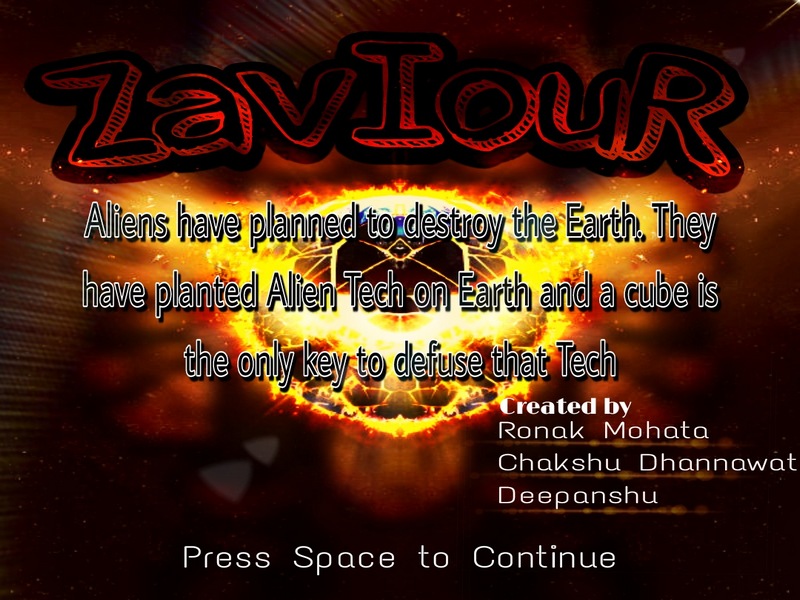 ZavIouR
Aliens have planned to destroy the Earth. They
have planted Alien Tech on Earth and a cube is
the only key to defuse that Tech
Created by
Ronak Mohata
Chakshu Dhannawat
Deepanshu
Press Space to Continue